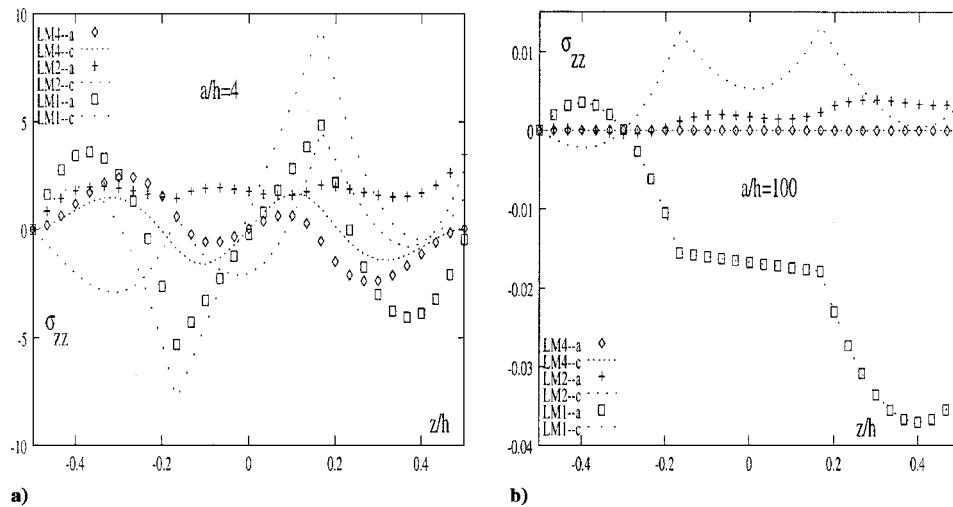 10
5
0
-5
-10
LM4--a
LM4--c
LM2--a
LM2--c
LM1--a
LM1--c
a/h=4
σzz
z/h
-0.4
-0.2
0
0.2
0.4
a)
0.01
0
-0.01
-0.02
-0.03
-0.04
σzz
a/h=100
LM4--a
LM4--c
LM2--a
LM2--c
LM1--a
LM1--c
z/h
-0.4
-0.2
0
0.2
0.4
b)